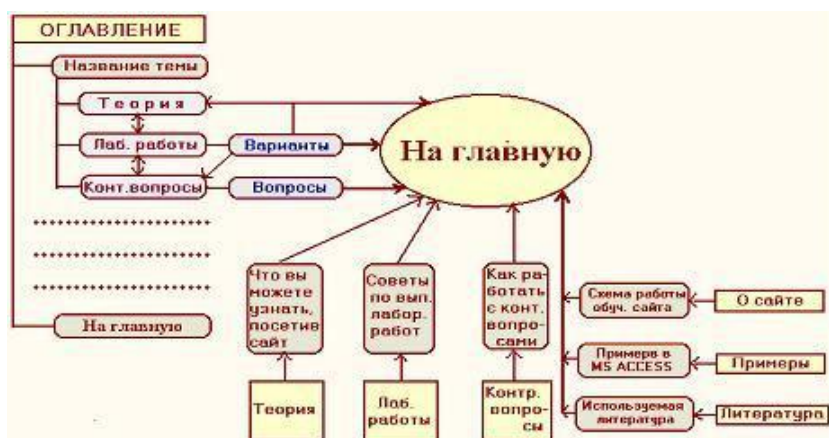 ОГЛАВЛЕНИЕ
Название темы
Теория
Лаб. работы
Варианты
Конт.вопросы
Вопросы
На главную
На главную
Что вы
можете
узнать,
посетив
сайт
Советы
по вып.
лабор.
работ
Как ра-
ботать
с конт.
вопро-
сами
Схема работы
обуч. сайта
О сайте
Примерв в
MS ACCESS
Примеры
Используемая
литература
Литература
Теория
Лаб.
работы
Контр.
вопро-
сы